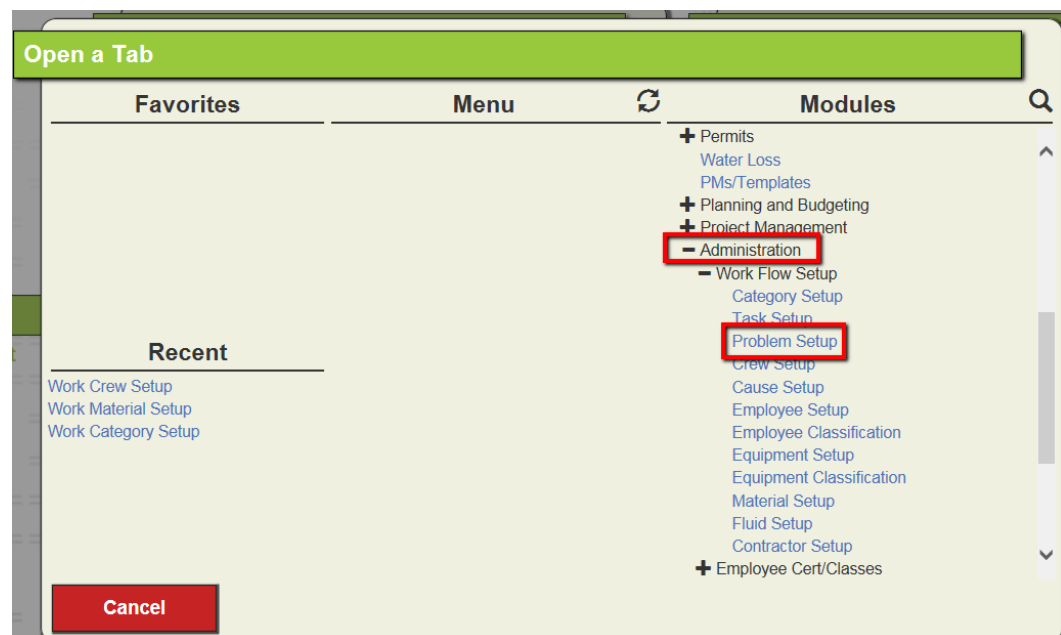 Open a Tab
Favorites
Menu
Modules
Permits
Water Loss
PMs/Templates
Planning and Budgeting
Project Management
Administration
Work Flow Setup
Category Setup
Task Setup
Problem Setup
Crew Setup
Cause Setup
Employee Setup
Employee Classification
Equipment Setup
Equipment Classification
Material Setup
Fluid Setup
Contractor Setup
Employee Cert/Classes
Recent
Work Crew Setup
Work Material Setup
Work Category Setup
Cancel